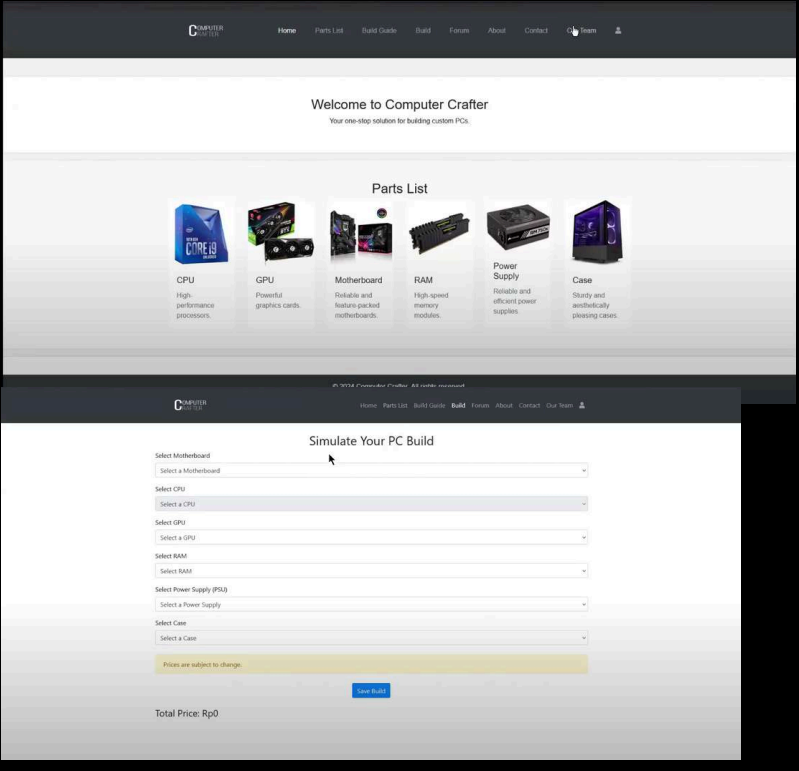 COMPUTER
CRAFTER
Home Parts List Build Guide Build Forum About Contact Our Team
Welcome to Computer Crafter
Your one-stop solution for building custom PCs.
Parts List
CORE i9
CPU
High-
performance
processors.
GPU
Powerful
graphics cards.
Motherboard
Reliable and
feature-packed
motherboards.
RAM
High-speed
memory
modules.
Power
Supply
Reliable and
efficient power
supplies.
Case
Sturdy and
aesthetically
pleasing cases.
© 2024 Computer Crafter. All rights reserved.
COMPUTER
CRAFTER
Home Parts List Build Guide Build Forum About Contact Our Team
Simulate Your PC Build
Select Motherboard
Select a Motherboard
Select CPU
Select a CPU
Select GPU
Select a GPU
Select RAM
Select RAM
Select Power Supply (PSU)
Select a Power Supply
Select Case
Select a Case
Prices are subject to change.
Save Build
Total Price: Rp0